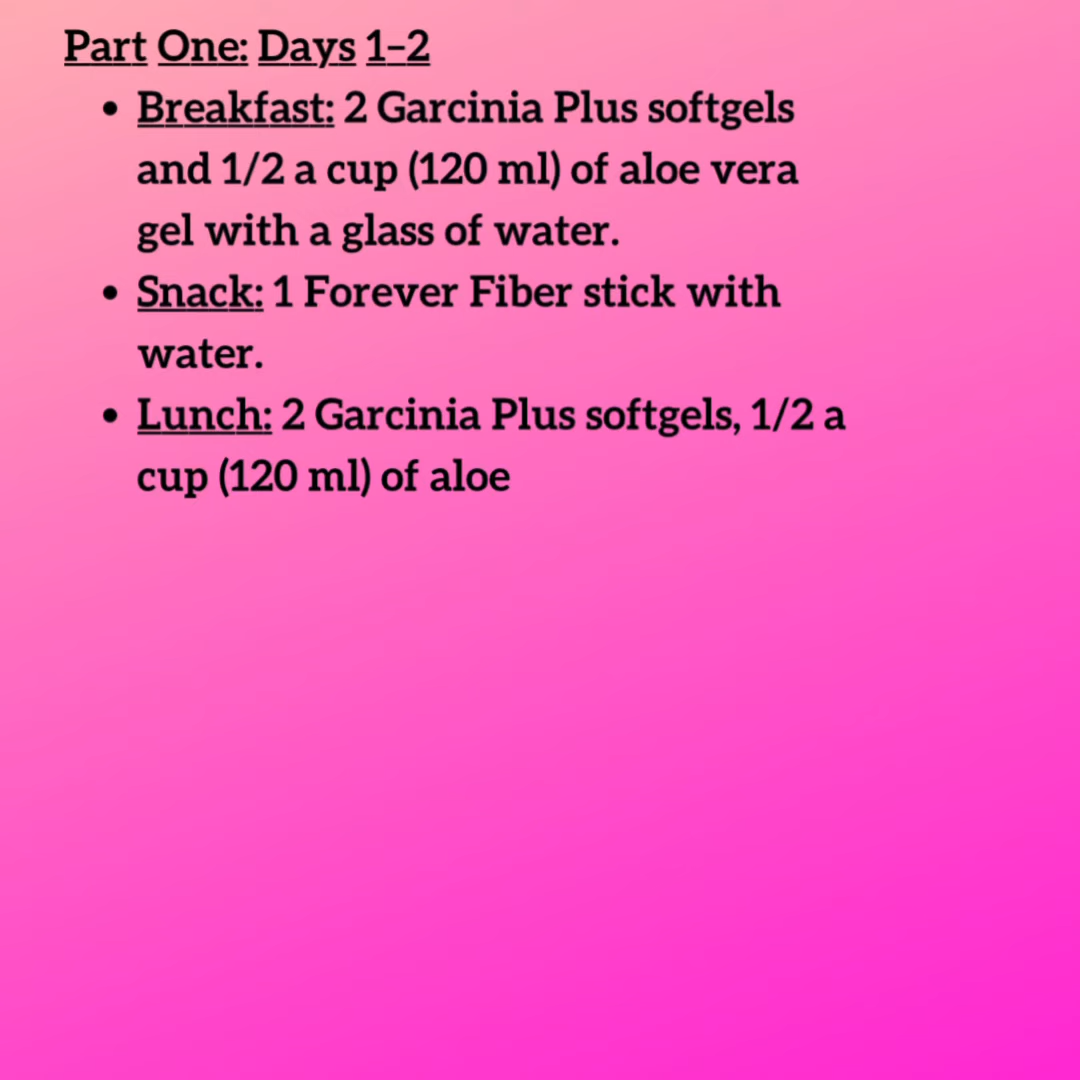 Part One: Days 1–2
• Breakfast: 2 Garcinia Plus softgels
and 1/2 a cup (120 ml) of aloe vera
gel with a glass of water.
• Snack: 1 Forever Fiber stick with
water.
• Lunch: 2 Garcinia Plus softgels, 1/2 a
cup (120 ml) of aloe